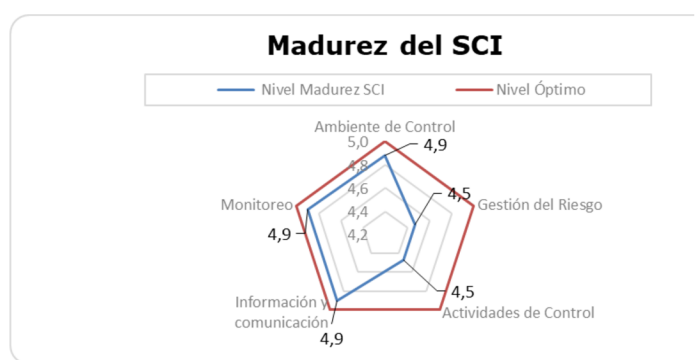 Madurez del SCI
Nivel Madurez SCI
Nivel Óptimo
Ambiente de Control
5,0
4,9
4,8
4,6
4,5
Monitoreo
Gestión del Riesgo
4,4
4,9
4,2
4,5
Información y
comunicación
Actividades de Control
4,9